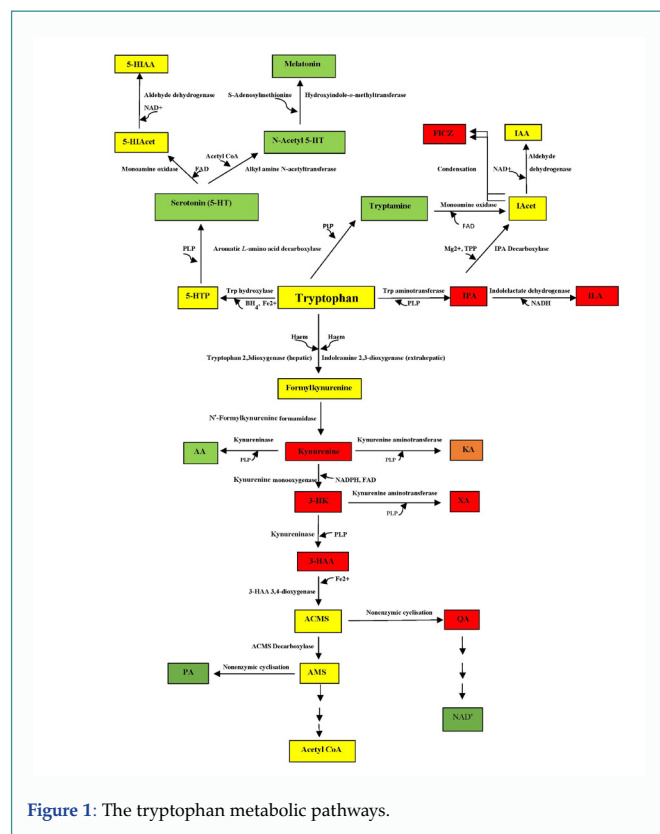 5-HIAA
Melatonin
Aldehyde dehydrogenase
NAD+
S-Adenosylmethionine
Hydroxyindole-o-methyltransferase
5-HIAcet
N-Acetyl 5-HT
FICZ
IAA
Acetyl CoA
Monoamine oxidase
FAD
Alkyl amine N-acetyltransferase
Condensation
NAD+
Aldehyde
dehydrogenase
Serotonin (5-HT)
Tryptamine
Monoamine oxidase
IAcet
FAD
PLP
PLP
Aromatic L-amino acid decarboxylase
Mg2+, TPP
IPA Decarboxylase
5-HTP
Trp hydroxylase
BH4, Fe2+
Tryptophan
Trp aminotransferase
PLP
IPA
Indolelactate dehydrogenase
NADH
ILA
Haem
Haem
Tryptophan 2,3dioxygenase (hepatic)
Indoleamine 2,3-dioxygenase (extrahepatic)
Formylkynurenine
N'-Formylkynurenine formamidase
AA
Kynureninase
PLP
Kynurenine
Kynurenine aminotransferase
PLP
KA
Kynurenine monooxygenase
NADPH, FAD
3-HK
Kynurenine aminotransferase
PLP
XA
Kynureninase
PLP
3-HAA
3-HAA 3,4-dioxygenase
Fe2+
ACMS
Nonenzymic cyclisation
QA
ACMS Decarboxylase
PA
Nonenzymic cyclisation
AMS
NAD+
Acetyl CoA
Figure 1: The tryptophan metabolic pathways.